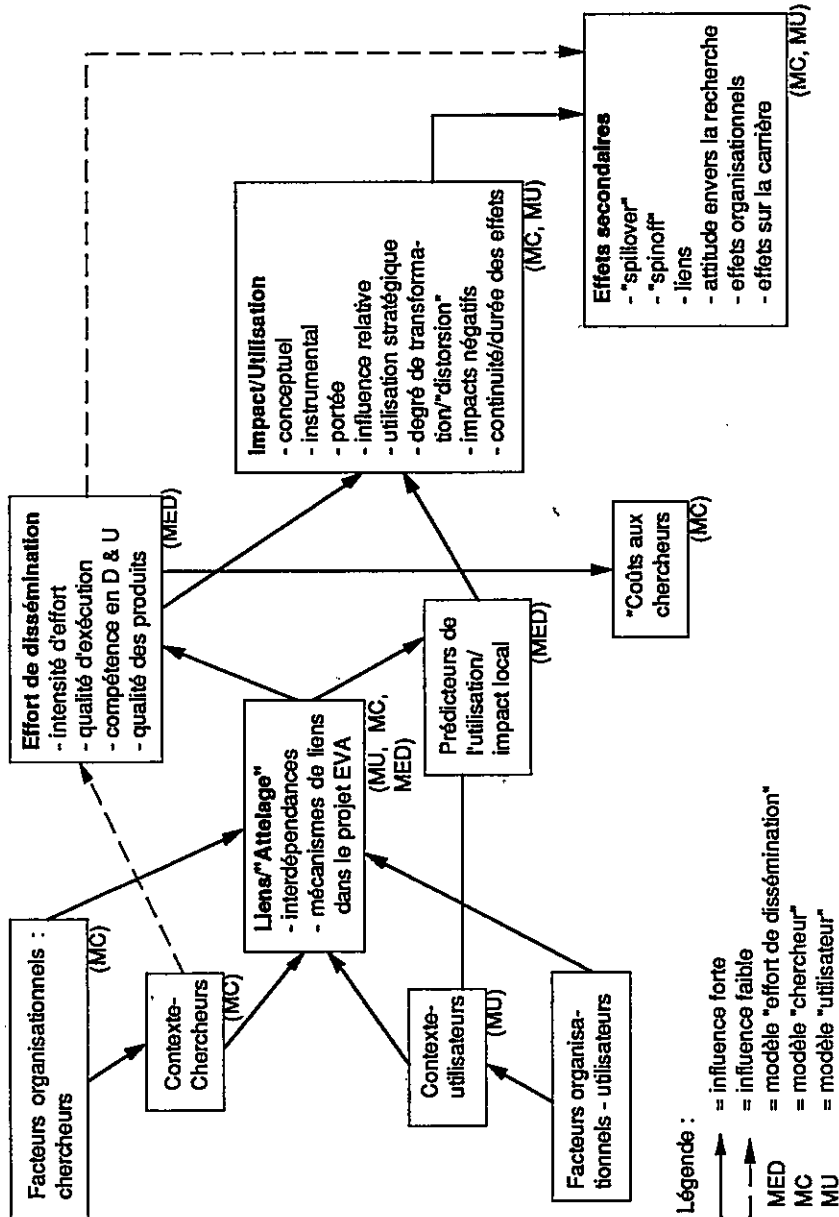 Facteurs organisationnels :
chercheurs
(MC)
Contexte-
Chercheurs
(MC)
Contexte-
utilisateurs
(MU)
Facteurs organisa-
tionnels - utilisateurs
Liens/"Attelage"
- interdépendances
- mécanismes de liens
dans le projet EVA
(MU, MC,
MED)
Effort de dissémination
- intensité d'effort
- qualité d'exécution
- compétence en D & U
- qualité des produits
(MED)
Prédicteurs de
l'utilisation/
impact local
(MED)
"Coûts aux
chercheurs
(MC)
Impact/Utilisation
- conceptuel
- instrumental
- portée
- influence relative
- utilisation stratégique
- degré de transforma-
tion/"distorsion"
- impacts négatifs
- continuité/durée des effets
(MC, MU)
Effets secondaires
- "spillover"
- "spinoff"
- liens
- attitude envers la recherche
- effets organisationnels
- effets sur la carrière
(MC, MU)
Légende :
= influence forte
= influence faible
MED = modèle "effort de dissémination"
MC = modèle "chercheur"
MU = modèle "utilisateur"